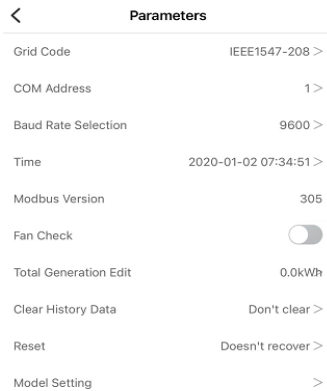 Parameters
Grid Code IEEE1547-208 >
COM Address 1 >
Baud Rate Selection 9600 >
Time 2020-01-02 07:34:51 >
Modbus Version 305
Fan Check
Total Generation Edit 0.0kWh
Clear History Data Don't clear >
Reset Doesn't recover >
Model Setting >